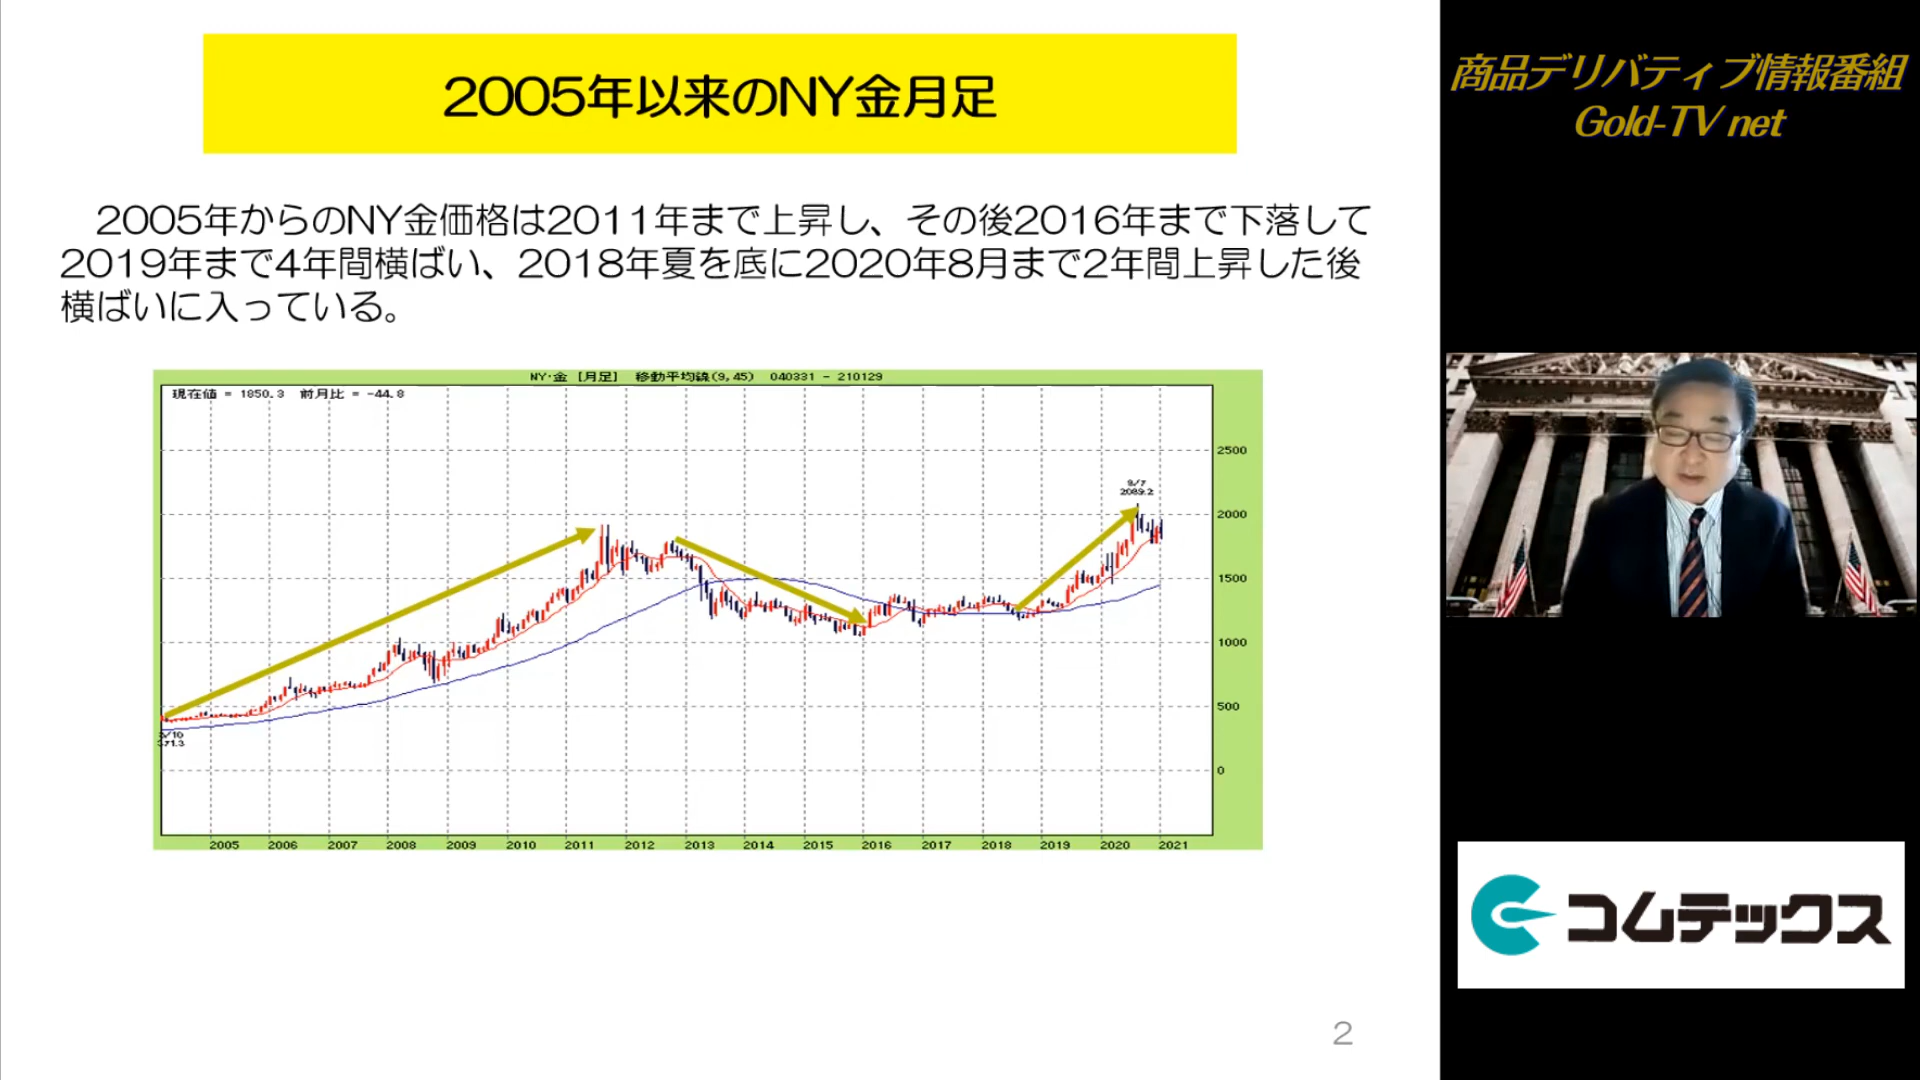 2005年以来のNY金月足
2005年からのNY金価格は2011年まで上昇し、その後2016年まで下落して
2019年まで4年間横ばい、2018年夏を底に2020年8月まで2年間上昇した後
横ばいに入っている。
NY・金 [月足] 移動平均線(9,45) 040331 - 210129
現在値 = 1850.3 前月比 = -44.8
2500
2000
1500
1000
500
0
2089.2
2005 2006 2007 2008 2009 2010 2011 2012 2013 2014 2015 2016 2017 2018 2019 2020 2021
2
商品デリバティブ情報番組
Gold-TV net
コムテックス